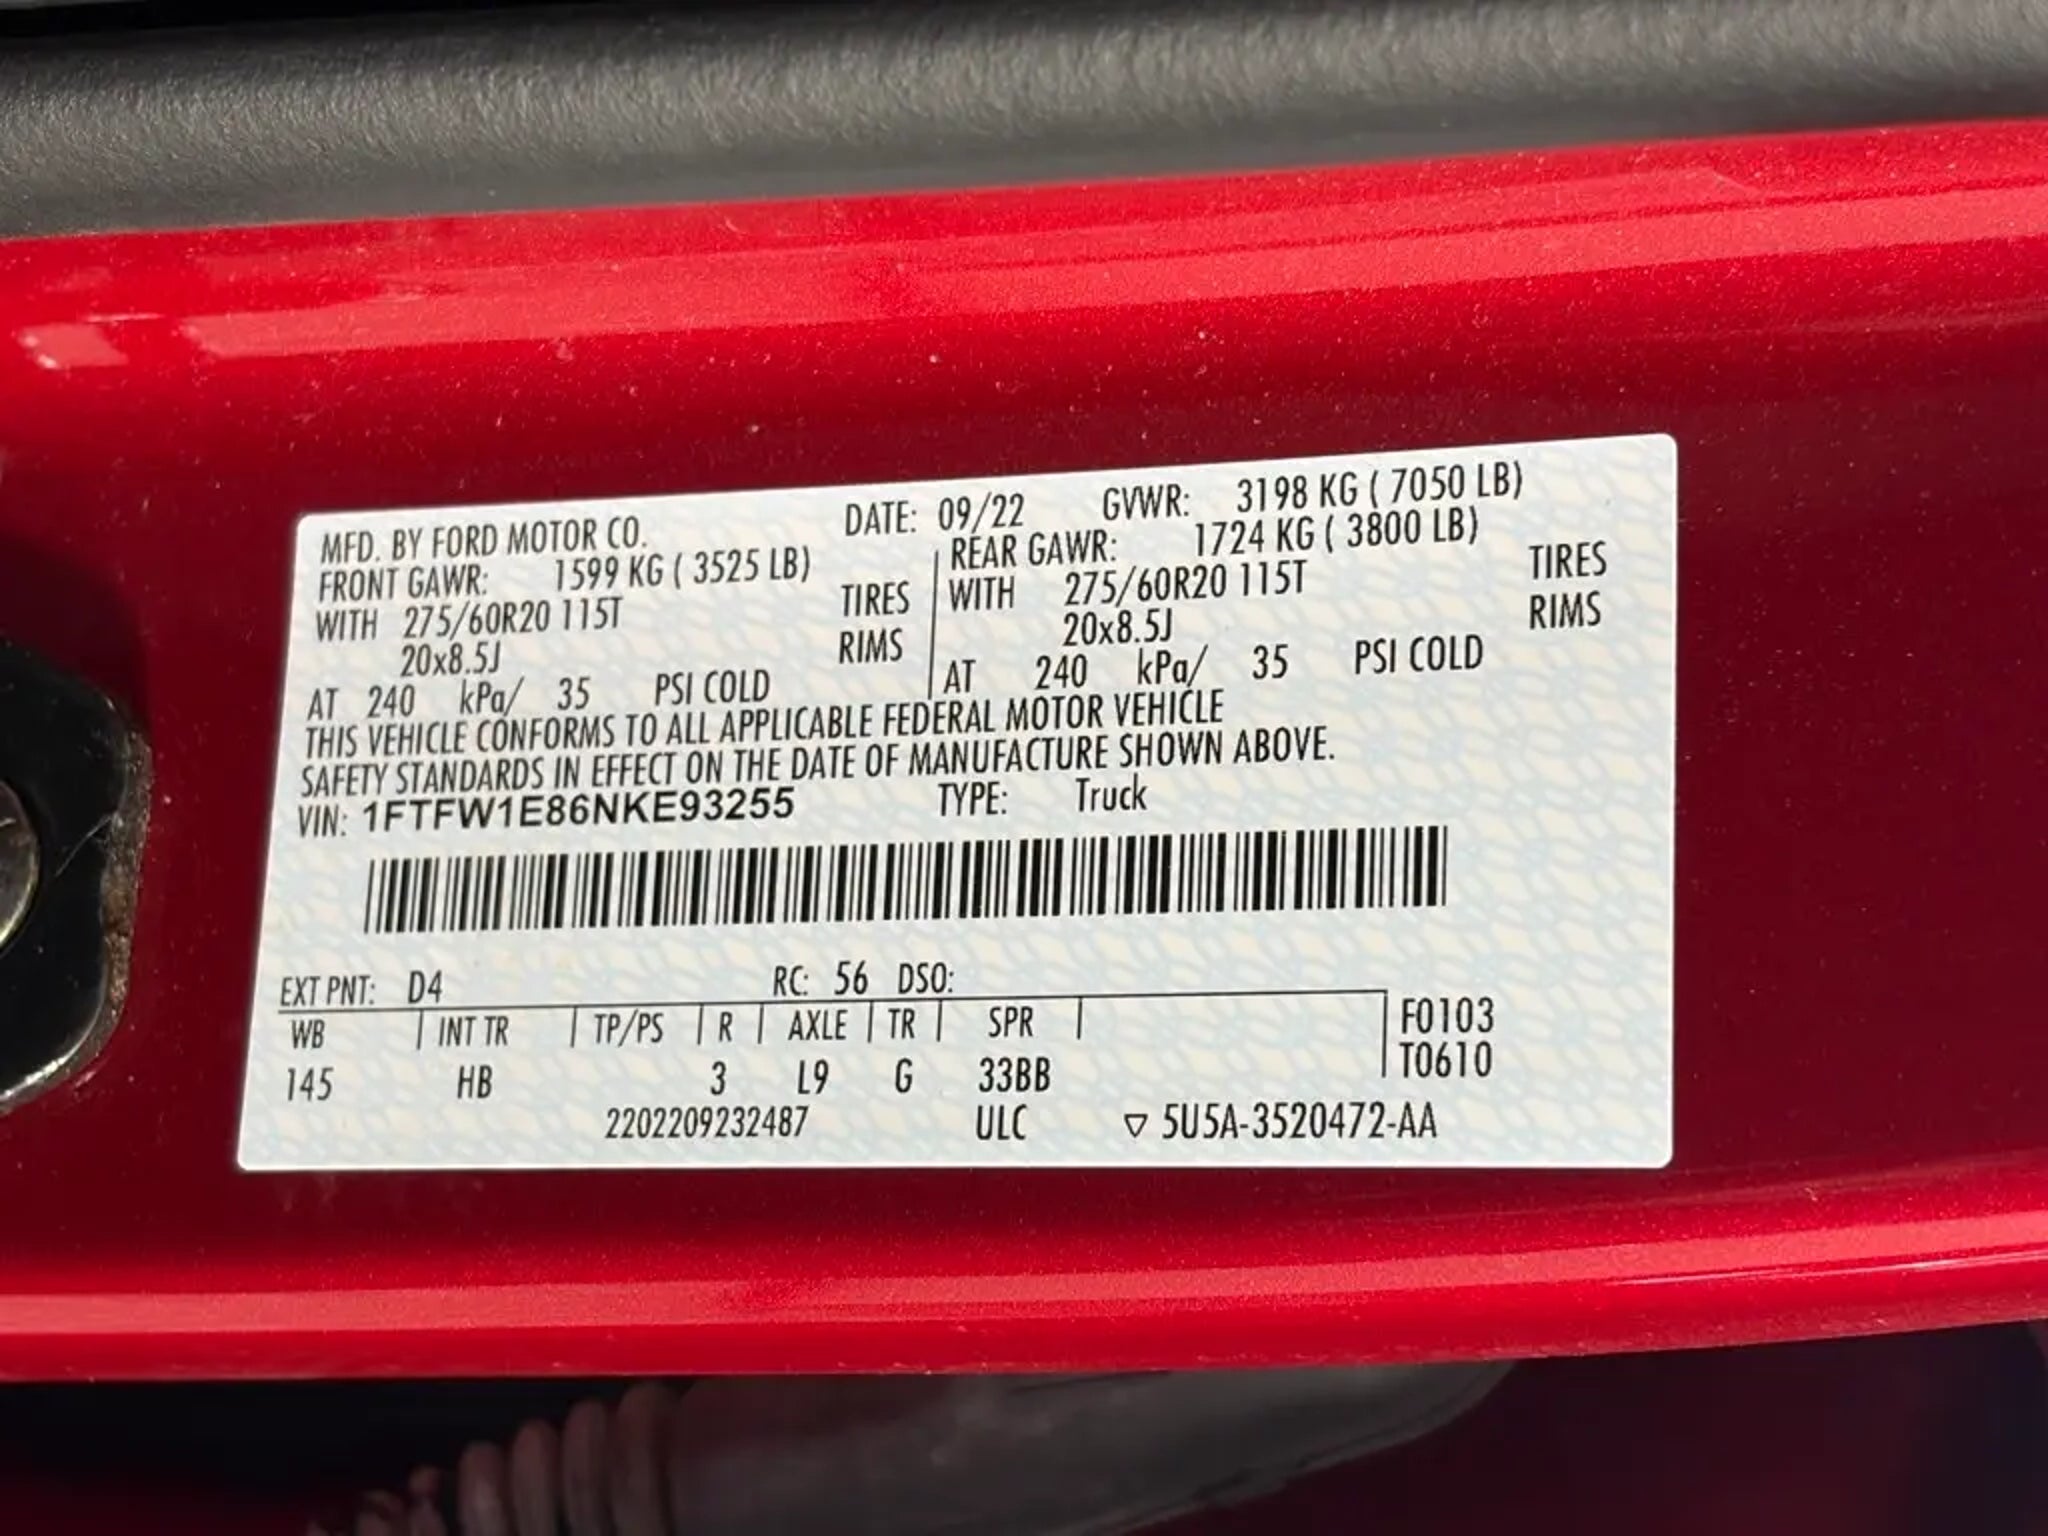 MFD. BY FORD MOTOR CO. DATE: 09/22 GVWR: 3198 KG ( 7050 LB)
FRONT GAWR: 1599 KG ( 3525 LB) REAR GAWR: 1724 KG ( 3800 LB)
WITH 275/60R20 115T TIRES WITH 275/60R20 115T TIRES
20x8.5J RIMS 20x8.5J RIMS
AT 240 kPa/ 35 PSI COLD AT 240 kPa/ 35 PSI COLD
THIS VEHICLE CONFORMS TO ALL APPLICABLE FEDERAL MOTOR VEHICLE
SAFETY STANDARDS IN EFFECT ON THE DATE OF MANUFACTURE SHOWN ABOVE.
VIN: 1FTFW1E86NKE93255 TYPE: Truck
EXT PNT: D4 RC: 56 DSO:
WB INT TR TP/PS R AXLE TR SPR F0103
145 HB 3 L9 G 33BB T0610
2202209232487 ULC ▽ 5U5A-3520472-AA